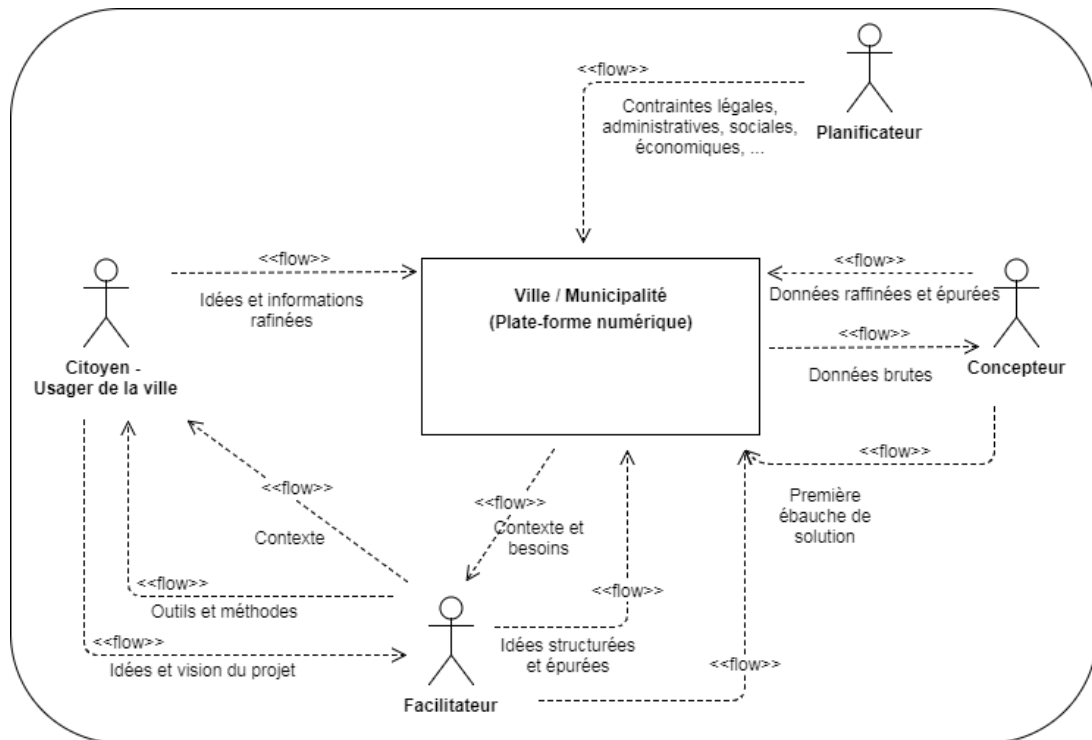 <<flow>>
Contraintes légales,
administratives, sociales,
économiques, ...
Planificateur
<<flow>>
Idées et informations
rafinées
Ville / Municipalité
(Plate-forme numérique)
<<flow>>
Données raffinées et épurées
<<flow>>
Données brutes
Citoyen -
Usager de la ville
Concepteur
<<flow>>
Première
ébauche de
solution
<<flow>>
Contexte
<<flow>>
Contexte et
besoins
<<flow>>
Outils et méthodes
<<flow>>
Idées et vision du projet
<<flow>>
Idées structurées
et épurées
<<flow>>
Facilitateur